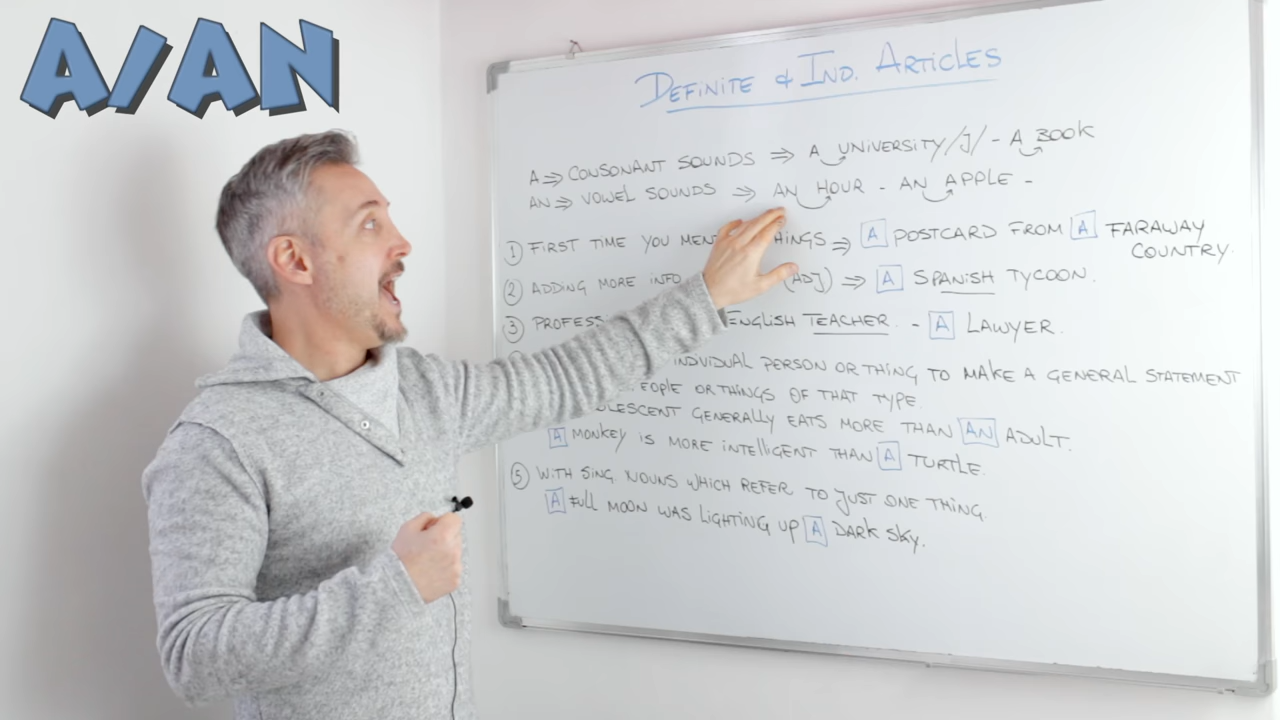 A/AN
DEFINITE & IND. ARTICLES
A ⇒ CONSONANT SOUNDS ⇒ A UNIVERSITY /J/ - A BOOK
AN ⇒ VOWEL SOUNDS ⇒ AN HOUR - AN APPLE -
① FIRST TIME YOU MEN HINGS ⇒ A POSTCARD FROM A FARAWAY
COUNTRY.
② ADDING MORE INFO (ADJ) ⇒ A SPANISH TYCOON.
③ PROFESSI ENGLISH TEACHER. - A LAWYER.
INDIVIDUAL PERSON OR THING TO MAKE A GENERAL STATEMENT
EOPLE OR THINGS OF THAT TYPE.
OLESCENT GENERALLY EATS MORE THAN AN ADULT.
A MONKEY IS MORE INTELLIGENT THAN A TURTLE.
⑤ WITH SING. NOUNS WHICH REFER TO JUST ONE THING.
A FULL MOON WAS LIGHTING UP A DARK SKY.